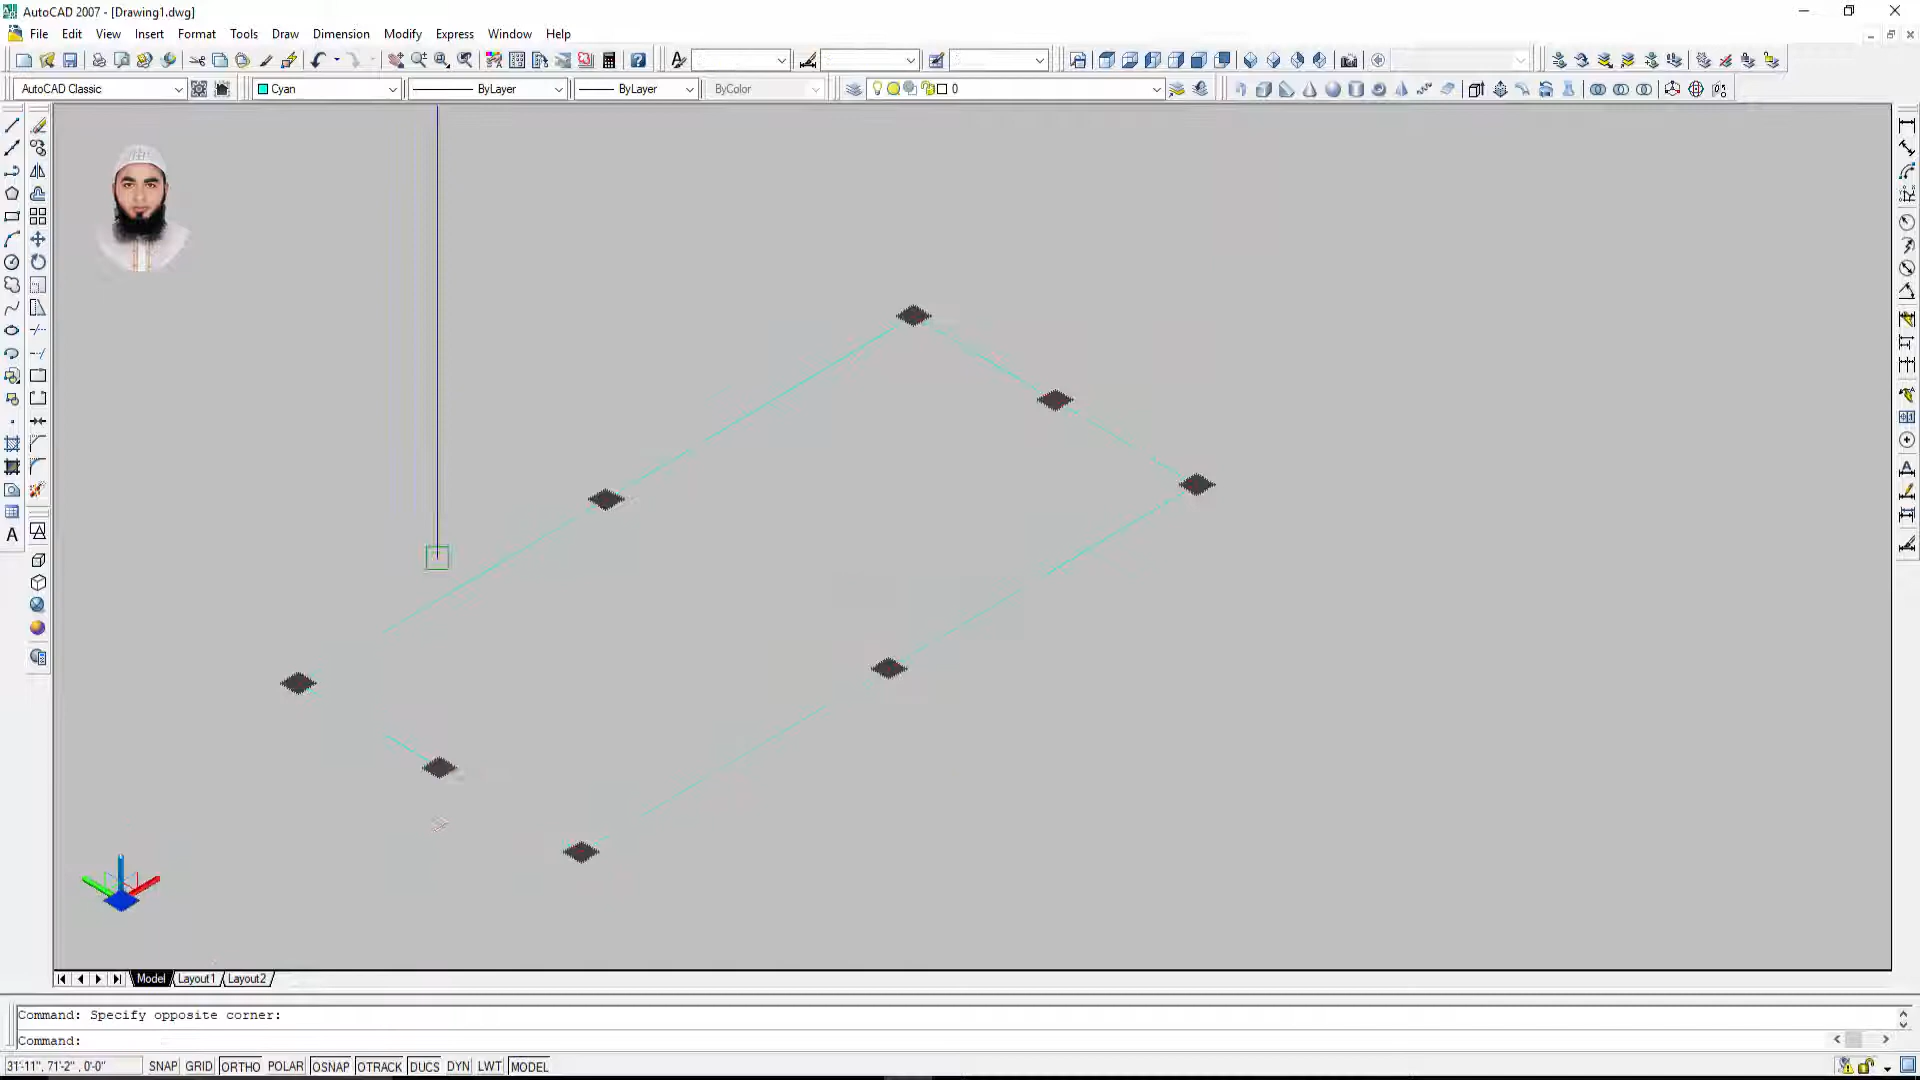 AutoCAD 2007 - [Drawing1.dwg]
File Edit View Insert Format Tools Draw Dimension Modify Express Window Help
AutoCAD Classic Cyan ByLayer ByLayer ByColor 0
A
Model Layout1 Layout2
Command: Specify opposite corner:
Command:
31'-11", 71'-2" , 0'-0" SNAP GRID ORTHO POLAR OSNAP OTRACK DUCS DYN LWT MODEL